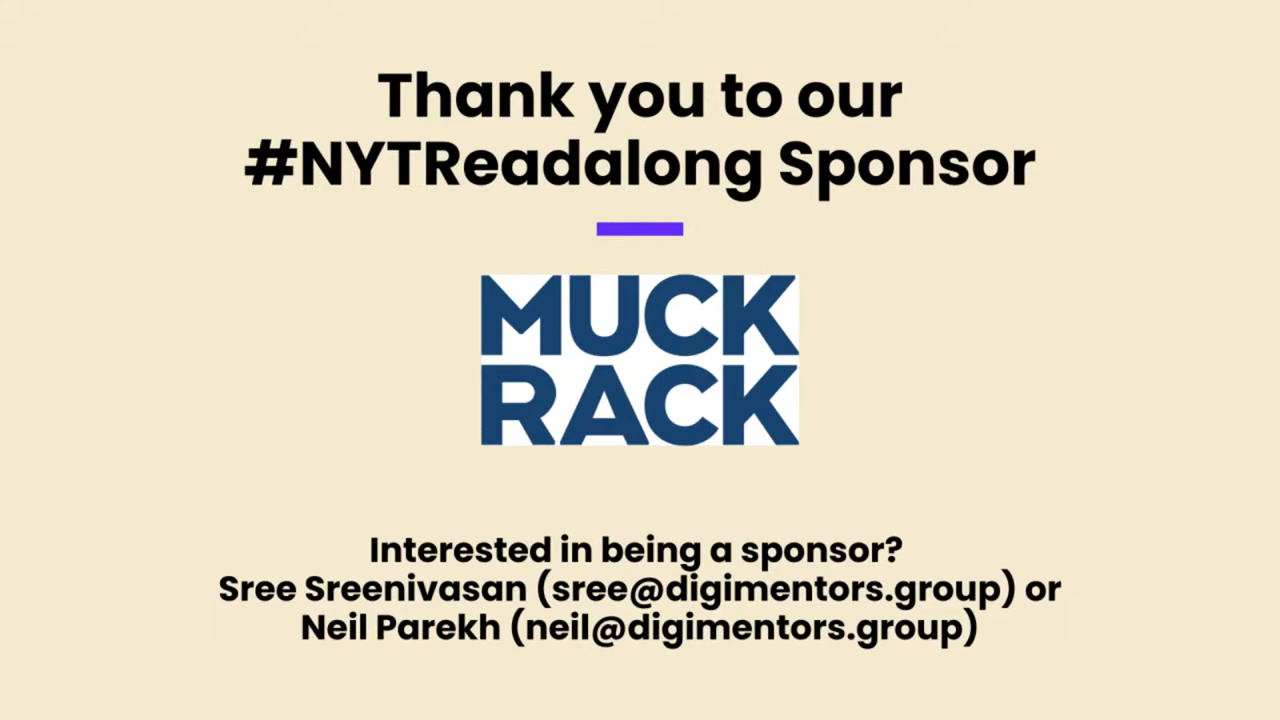 Thank you to our
#NYTReadalong Sponsor
MUCK
RACK
Interested in being a sponsor?
Sree Sreenivasan (sree@digimentors.group) or
Neil Parekh (neil@digimentors.group)